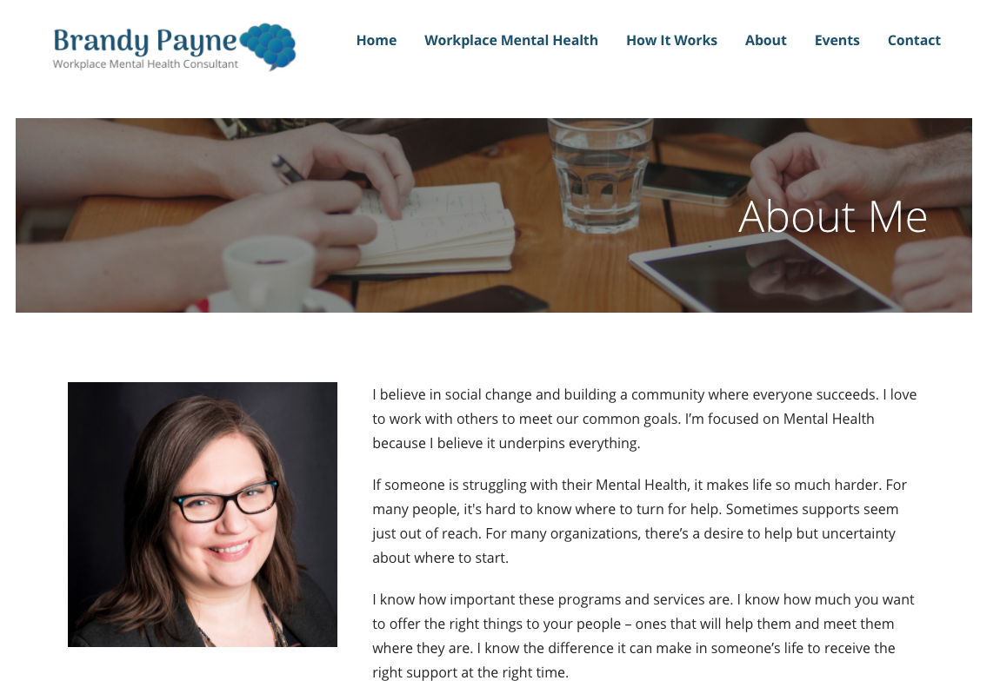 Brandy Payne
Workplace Mental Health Consultant
Home Workplace Mental Health How It Works About Events Contact
About Me
I believe in social change and building a community where everyone succeeds. I love
to work with others to meet our common goals. I’m focused on Mental Health
because I believe it underpins everything.
If someone is struggling with their Mental Health, it makes life so much harder. For
many people, it's hard to know where to turn for help. Sometimes supports seem
just out of reach. For many organizations, there’s a desire to help but uncertainty
about where to start.
I know how important these programs and services are. I know how much you want
to offer the right things to your people – ones that will help them and meet them
where they are. I know the difference it can make in someone’s life to receive the
right support at the right time.